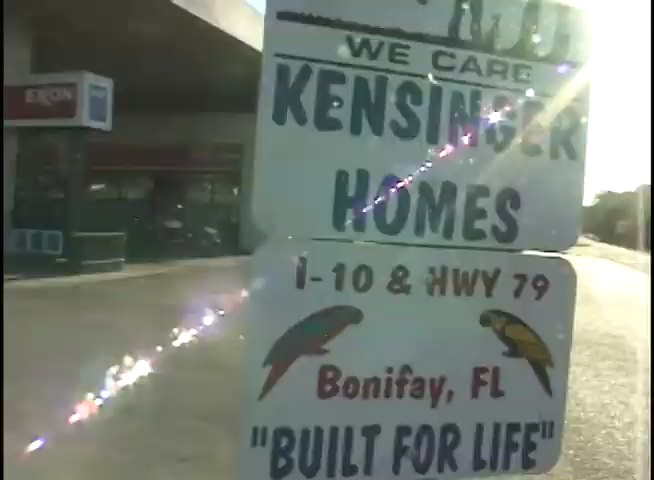 EXXON
WE CARE
KENSINGER
HOMES
I-10 & HWY 79
Bonifay, FL
"BUILT FOR LIFE"